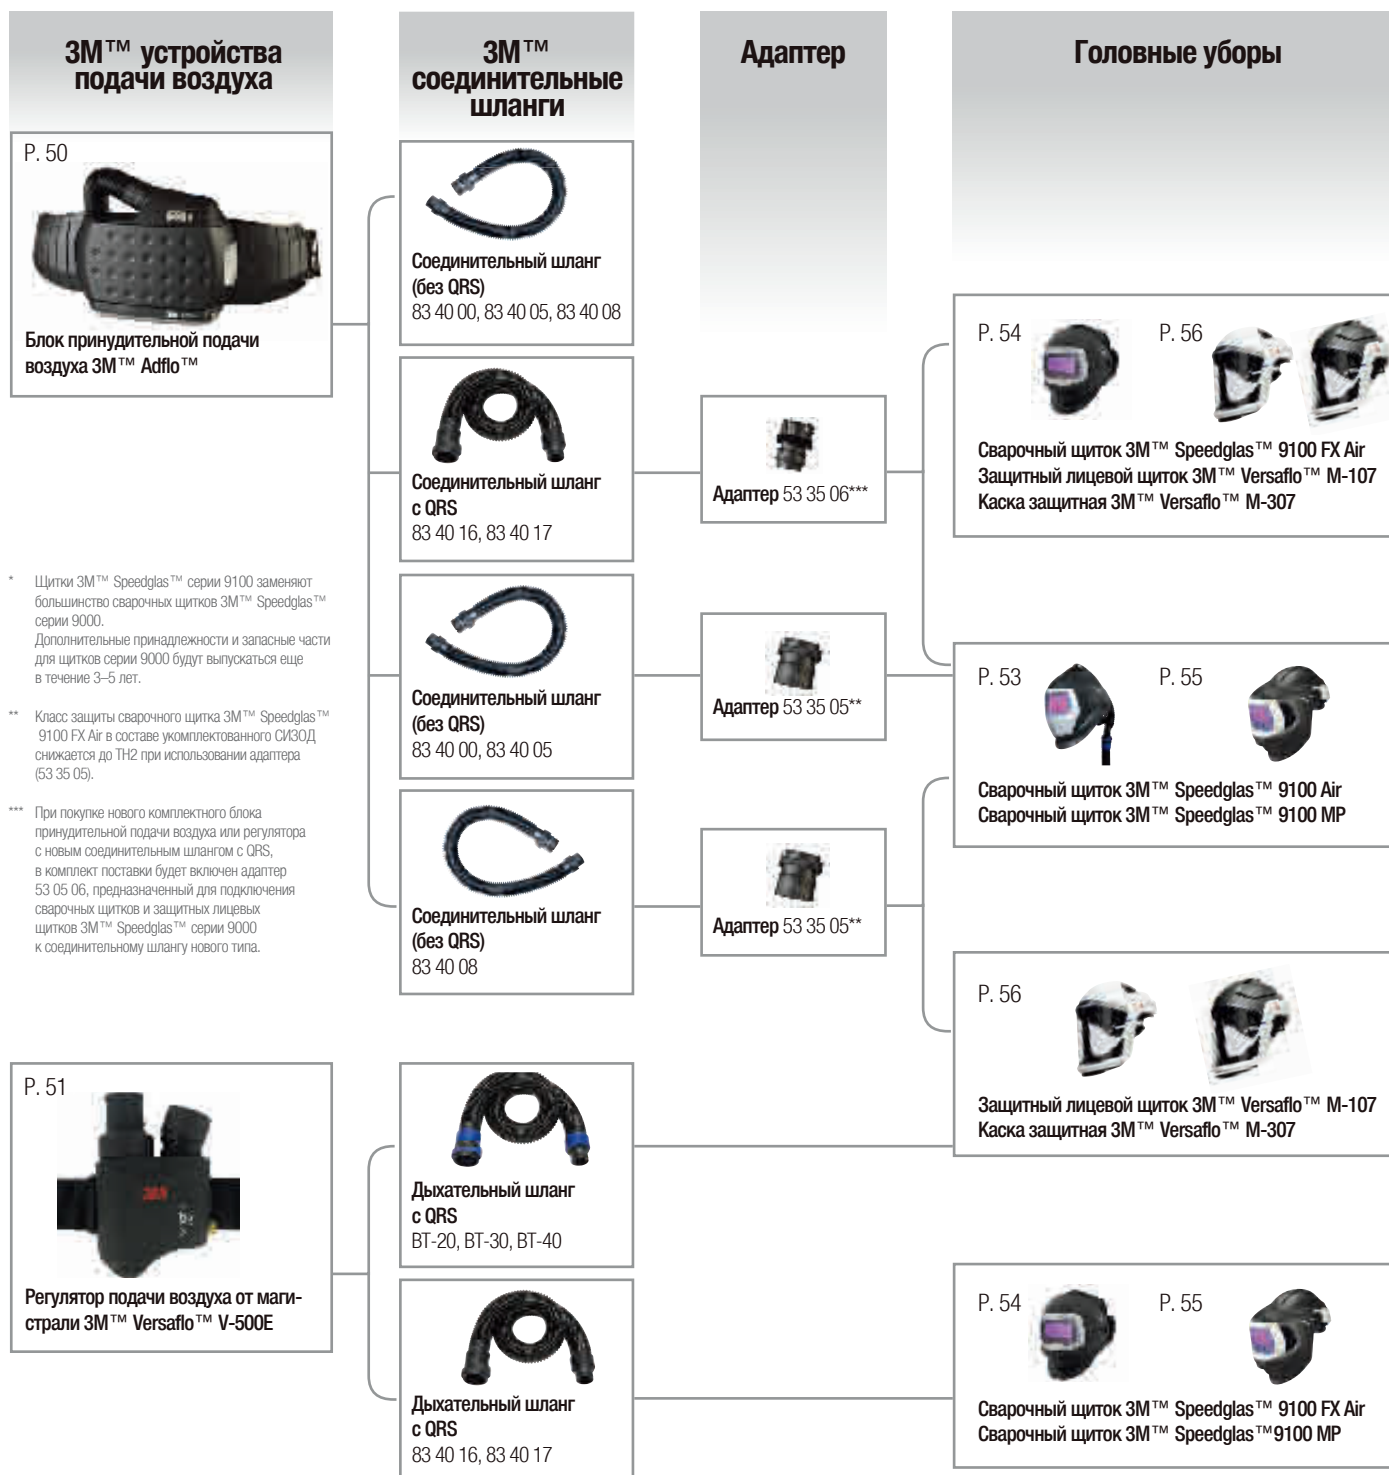 3M™ устройства
подачи воздуха
3M™
соединительные
шланги
Адаптер
Головные уборы
P. 50
Блок принудительной подачи
воздуха 3M™ Adflo™
Соединительный шланг
(без QRS)
83 40 00, 83 40 05, 83 40 08
Соединительный шланг
с QRS
83 40 16, 83 40 17
Соединительный шланг
(без QRS)
83 40 00, 83 40 05
Соединительный шланг
(без QRS)
83 40 08
Адаптер 53 35 06***
Адаптер 53 35 05**
Адаптер 53 35 05**
P. 54
P. 56
Сварочный щиток 3M™ Speedglas™ 9100 FX Air
Защитный лицевой щиток 3M™ Versaflo™ M-107
Каска защитная 3M™ Versaflo™ M-307
P. 53
P. 55
Сварочный щиток 3M™ Speedglas™ 9100 Air
Сварочный щиток 3M™ Speedglas™ 9100 MP
P. 56
Защитный лицевой щиток 3M™ Versaflo™ M-107
Каска защитная 3M™ Versaflo™ M-307
* Щитки 3M™ Speedglas™ серии 9100 заменяют
большинство сварочных щитков 3M™ Speedglas™
серии 9000.
Дополнительные принадлежности и запасные части
для щитков серии 9000 будут выпускаться еще
в течение 3–5 лет.
** Класс защиты сварочного щитка 3M™ Speedglas™
9100 FX Air в составе укомплектованного СИЗОД
снижается до TH2 при использовании адаптера
(53 35 05).
*** При покупке нового комплектного блока
принудительной подачи воздуха или регулятора
с новым соединительным шлангом с QRS,
в комплект поставки будет включен адаптер
53 05 06, предназначенный для подключения
сварочных щитков и защитных лицевых
щитков 3M™ Speedglas™ серии 9000
к соединительному шлангу нового типа.
P. 51
3M
Регулятор подачи воздуха от маги-
страли 3M™ Versaflo™ V-500E
Дыхательный шланг
с QRS
BT-20, BT-30, BT-40
Дыхательный шланг
с QRS
83 40 16, 83 40 17
P. 54
P. 55
Сварочный щиток 3M™ Speedglas™ 9100 FX Air
Сварочный щиток 3M™ Speedglas™9100 MP